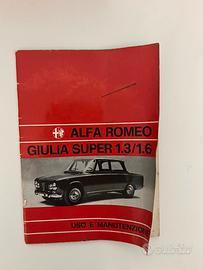 ALFA ROMEO
GIULIA SUPER 1.3/1.6
USO E MANUTENZIONE
subito